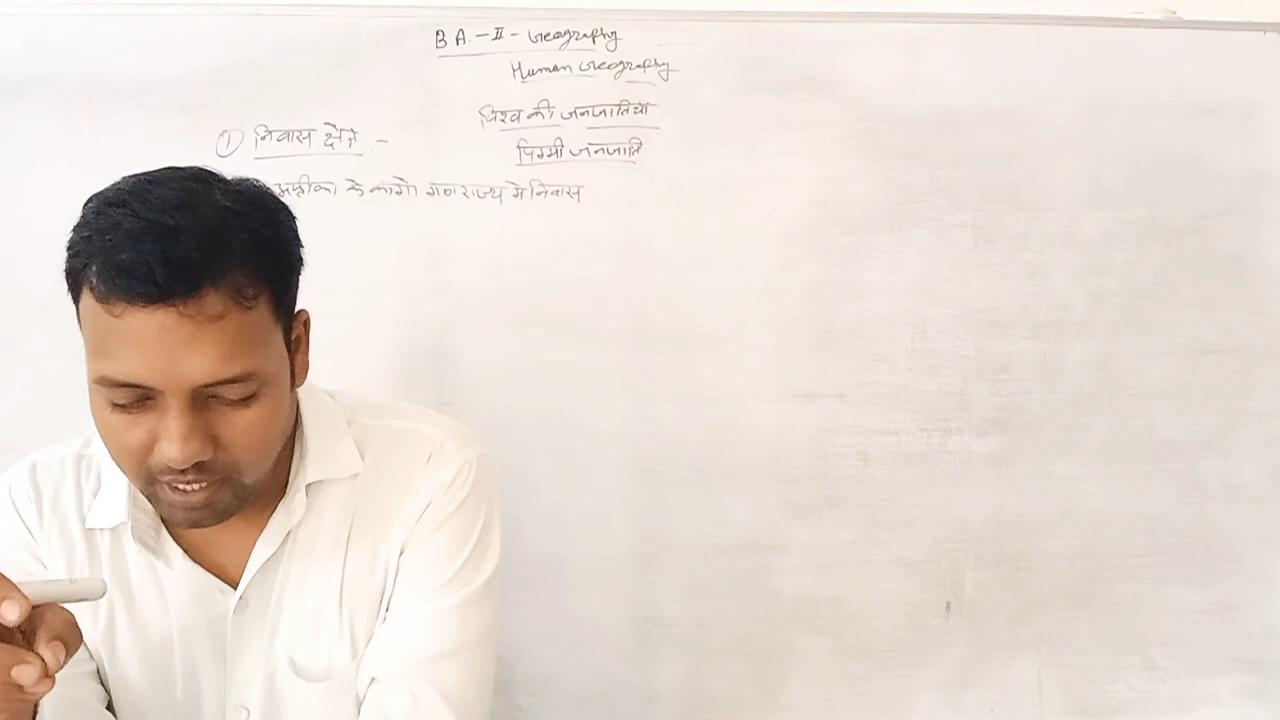 B A.-II- Geography
Human Geography
विश्व की जनजातियाँ
पिग्मी जनजाति
① निवास क्षेत्र :-
अफ्रीका के कांगो गणराज्य मे निवास